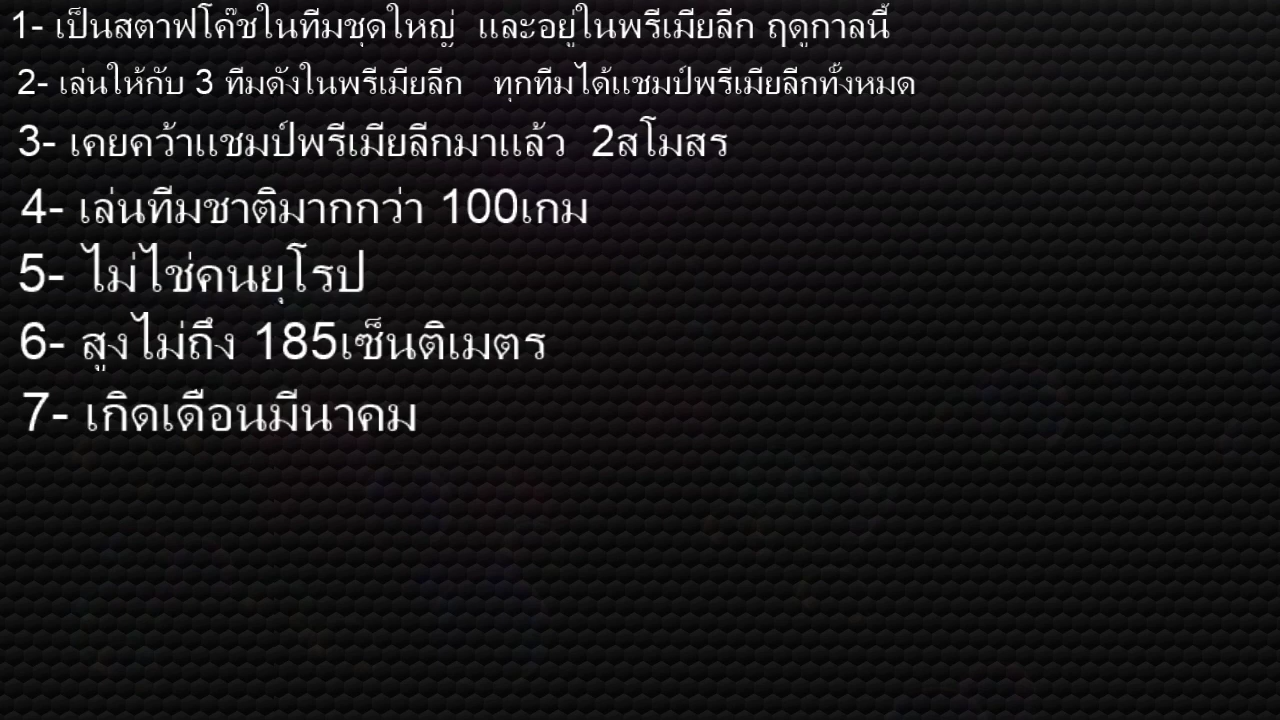 1- เป็นสตาฟโค๊ชในทีมชุดใหญ่  และอยู่ในพรีเมียลีก ฤดูกาลนี้
2- เล่นให้กับ 3 ทีมดังในพรีเมียลีก   ทุกทีมได้แชมป์พรีเมียลีกทั้งหมด
3- เคยคว้าแชมป์พรีเมียลีกมาแล้ว  2สโมสร
4- เล่นทีมชาติมากกว่า 100เกม
5- ไม่ไช่คนยุโรป
6- สูงไม่ถึง 185เซ็นติเมตร
7- เกิดเดือนมีนาคม